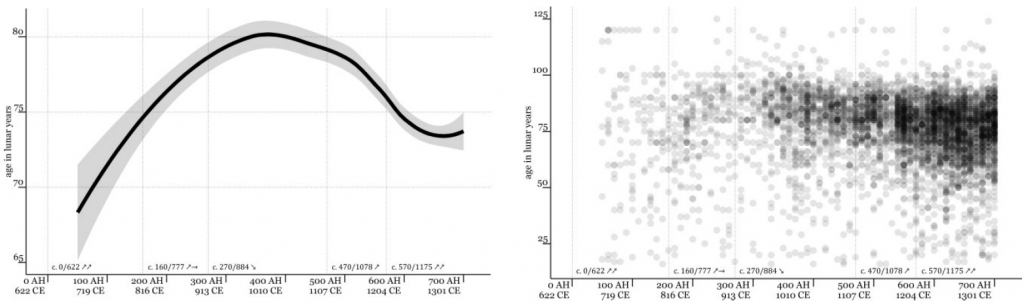 age in lunar years
80
75
70
65
c. 0/622 ↗↗
c. 160/777 ↗→
c. 270/884 ↘
c. 470/1078 ↗
c. 570/1175 ↗↗
0 AH
622 CE
100 AH
719 CE
200 AH
816 CE
300 AH
913 CE
400 AH
1010 CE
500 AH
1107 CE
600 AH
1204 CE
700 AH
1301 CE
age in lunar years
125
100
75
50
25
c. 0/622 ↗↗
c. 160/777 ↗→
c. 270/884 ↘
c. 470/1078 ↗
c. 570/1175 ↗↗
0 AH
622 CE
100 AH
719 CE
200 AH
816 CE
300 AH
913 CE
400 AH
1010 CE
500 AH
1107 CE
600 AH
1204 CE
700 AH
1301 CE